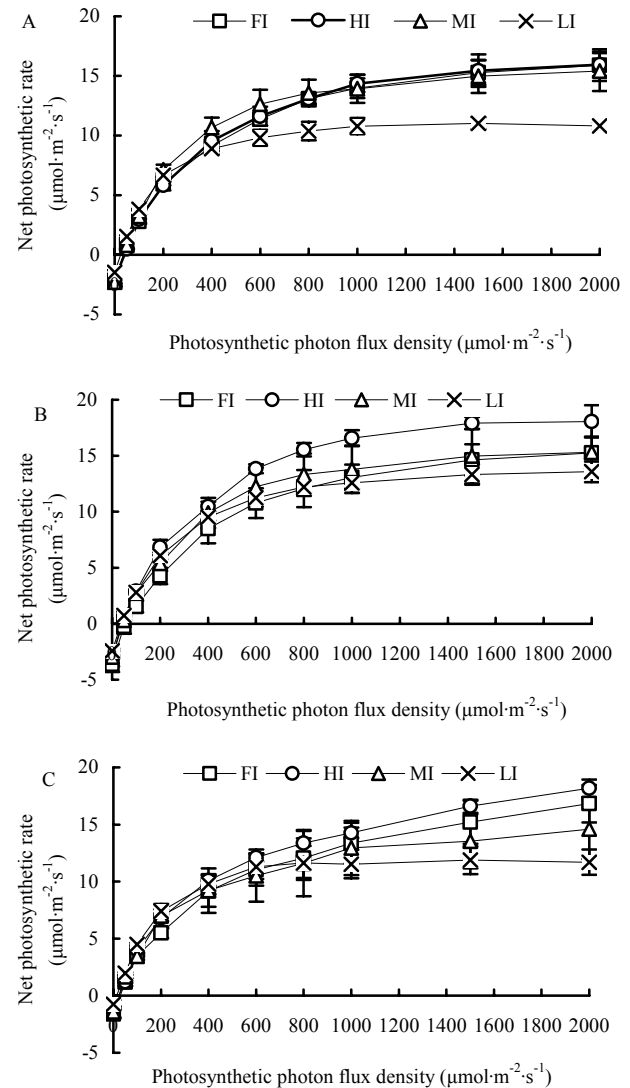 A
FI HI MI LI
20
15
10
5
0
-5
200 400 600 800 1000 1200 1400 1600 1800 2000
Net photosynthetic rate
(μmol·m-2·s-1)
Photosynthetic photon flux density (μmol·m-2·s-1)
B
FI HI MI LI
20
15
10
5
0
-5
200 400 600 800 1000 1200 1400 1600 1800 2000
Net photosynthetic rate
(μmol·m-2·s-1)
Photosynthetic photon flux density (μmol·m-2·s-1)
C
FI HI MI LI
20
15
10
5
0
-5
0 200 400 600 800 1000 1200 1400 1600 1800 2000
Net photosynthetic rate
(μmol·m-2·s-1)
Photosynthetic photon flux density (μmol·m-2·s-1)